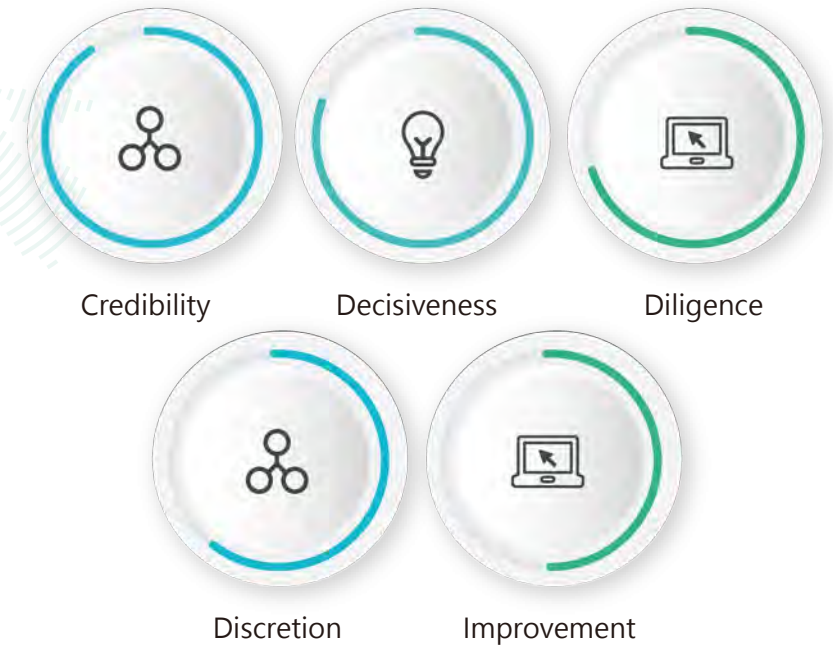 Credibility
Decisiveness
Diligence
Discretion
Improvement